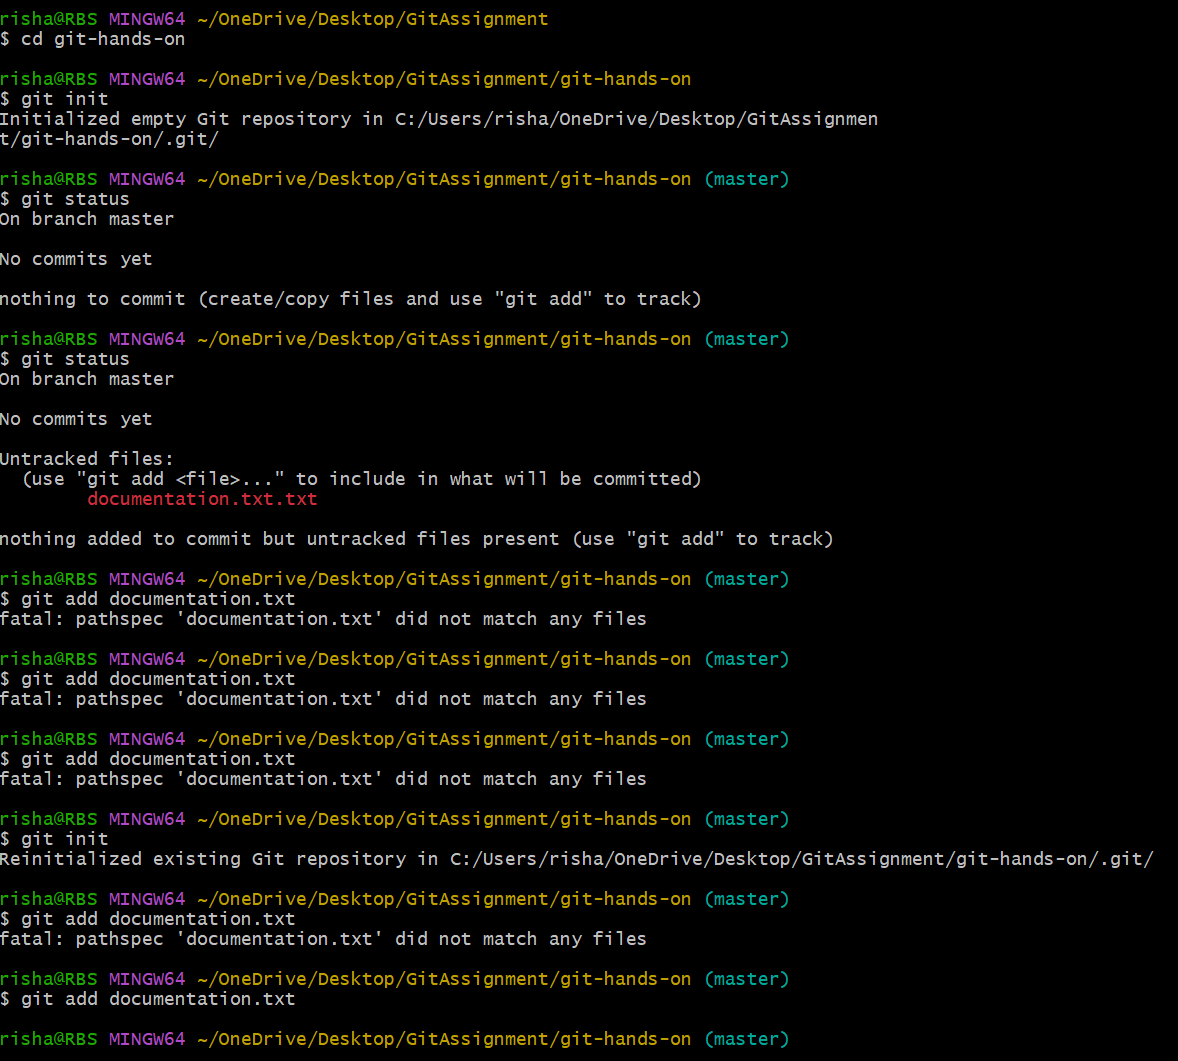 risha@RBS MINGW64 ~/OneDrive/Desktop/GitAssignment
$ cd git-hands-on
risha@RBS MINGW64 ~/OneDrive/Desktop/GitAssignment/git-hands-on
$ git init
Initialized empty Git repository in C:/Users/risha/OneDrive/Desktop/GitAssignmen
t/git-hands-on/.git/
risha@RBS MINGW64 ~/OneDrive/Desktop/GitAssignment/git-hands-on (master)
$ git status
On branch master
No commits yet
nothing to commit (create/copy files and use "git add" to track)
risha@RBS MINGW64 ~/OneDrive/Desktop/GitAssignment/git-hands-on (master)
$ git status
On branch master
No commits yet
Untracked files:
(use "git add <file>..." to include in what will be committed)
documentation.txt.txt
nothing added to commit but untracked files present (use "git add" to track)
risha@RBS MINGW64 ~/OneDrive/Desktop/GitAssignment/git-hands-on (master)
$ git add documentation.txt
fatal: pathspec 'documentation.txt' did not match any files
risha@RBS MINGW64 ~/OneDrive/Desktop/GitAssignment/git-hands-on (master)
$ git add documentation.txt
fatal: pathspec 'documentation.txt' did not match any files
risha@RBS MINGW64 ~/OneDrive/Desktop/GitAssignment/git-hands-on (master)
$ git add documentation.txt
fatal: pathspec 'documentation.txt' did not match any files
risha@RBS MINGW64 ~/OneDrive/Desktop/GitAssignment/git-hands-on (master)
$ git init
Reinitialized existing Git repository in C:/Users/risha/OneDrive/Desktop/GitAssignment/git-hands-on/.git/
risha@RBS MINGW64 ~/OneDrive/Desktop/GitAssignment/git-hands-on (master)
$ git add documentation.txt
fatal: pathspec 'documentation.txt' did not match any files
risha@RBS MINGW64 ~/OneDrive/Desktop/GitAssignment/git-hands-on (master)
$ git add documentation.txt
risha@RBS MINGW64 ~/OneDrive/Desktop/GitAssignment/git-hands-on (master)